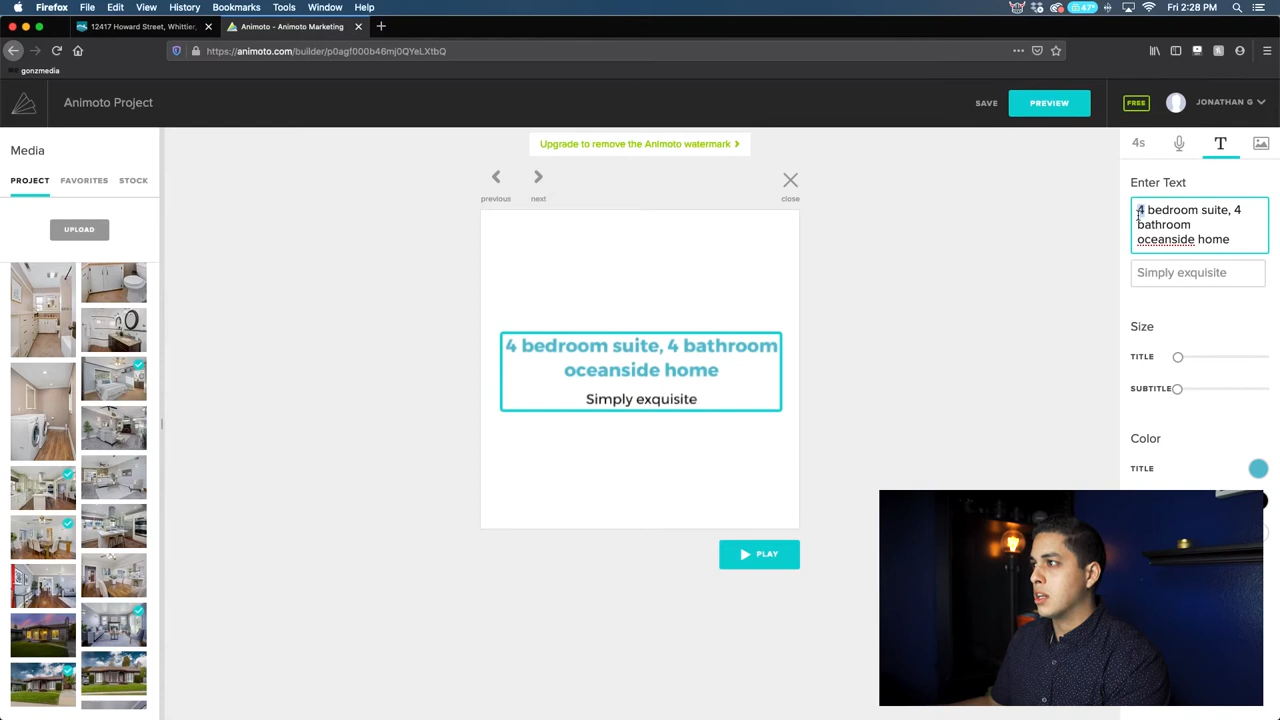 Firefox File Edit View History Bookmarks Tools Window Help
47° Fri 2:28 PM
12417 Howard Street, Whittier,
Animoto - Animoto Marketing
https://animoto.com/builder/p0agf000b46mj0QYeLXtbQ
gonzmedia
Animoto Project
SAVE
PREVIEW
FREE
JONATHAN G
Media
PROJECT FAVORITES STOCK
UPLOAD
Upgrade to remove the Animoto watermark
previous
next
close
4 bedroom suite, 4 bathroom
oceanside home
Simply exquisite
PLAY
4s
T
Enter Text
4 bedroom suite, 4
bathroom
oceanside home
Simply exquisite
Size
TITLE
SUBTITLE
Color
TITLE